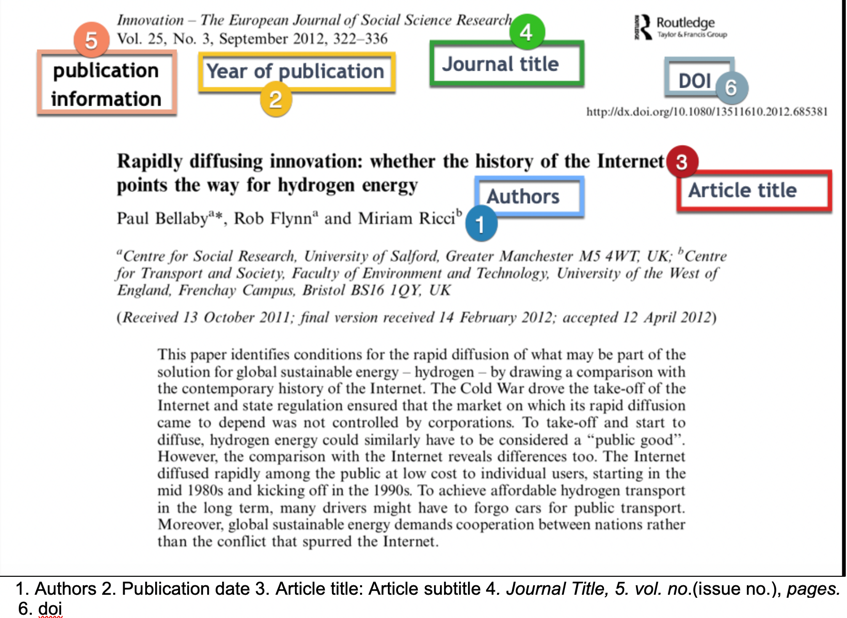 Innovation – The European Journal of Social Science Research
Vol. 25, No. 3, September 2012, 322–336
Routledge
Taylor & Francis Group
5
publication
information
Year of publication
2
4
Journal title
DOI
6
http://dx.doi.org/10.1080/13511610.2012.685381
Rapidly diffusing innovation: whether the history of the Internet
points the way for hydrogen energy
3
Article title
Authors
1
Paul Bellabyᵃ*, Rob Flynnᵃ and Miriam Ricciᵇ
ᵃCentre for Social Research, University of Salford, Greater Manchester M5 4WT, UK; ᵇCentre
for Transport and Society, Faculty of Environment and Technology, University of the West of
England, Frenchay Campus, Bristol BS16 1QY, UK
(Received 13 October 2011; final version received 14 February 2012; accepted 12 April 2012)
This paper identifies conditions for the rapid diffusion of what may be part of the
solution for global sustainable energy – hydrogen – by drawing a comparison with
the contemporary history of the Internet. The Cold War drove the take-off of the
Internet and state regulation ensured that the market on which its rapid diffusion
came to depend was not controlled by corporations. To take-off and start to
diffuse, hydrogen energy could similarly have to be considered a “public good”.
However, the comparison with the Internet reveals differences too. The Internet
diffused rapidly among the public at low cost to individual users, starting in the
mid 1980s and kicking off in the 1990s. To achieve affordable hydrogen transport
in the long term, many drivers might have to forgo cars for public transport.
Moreover, global sustainable energy demands cooperation between nations rather
than the conflict that spurred the Internet.
1. Authors 2. Publication date 3. Article title: Article subtitle 4. Journal Title, 5. vol. no.(issue no.), pages.
6. doi